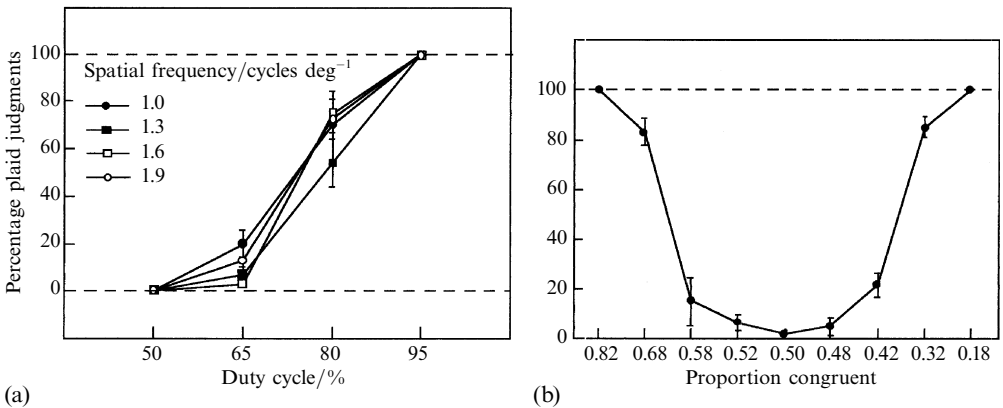 Percentage plaid judgments
100
80
60
40
20
0
Spatial frequency/cycles deg⁻¹
1.0
1.3
1.6
1.9
50 65 80 95
Duty cycle/%
(a)
100
80
60
40
20
0
0.82 0.68 0.58 0.52 0.50 0.48 0.42 0.32 0.18
Proportion congruent
(b)